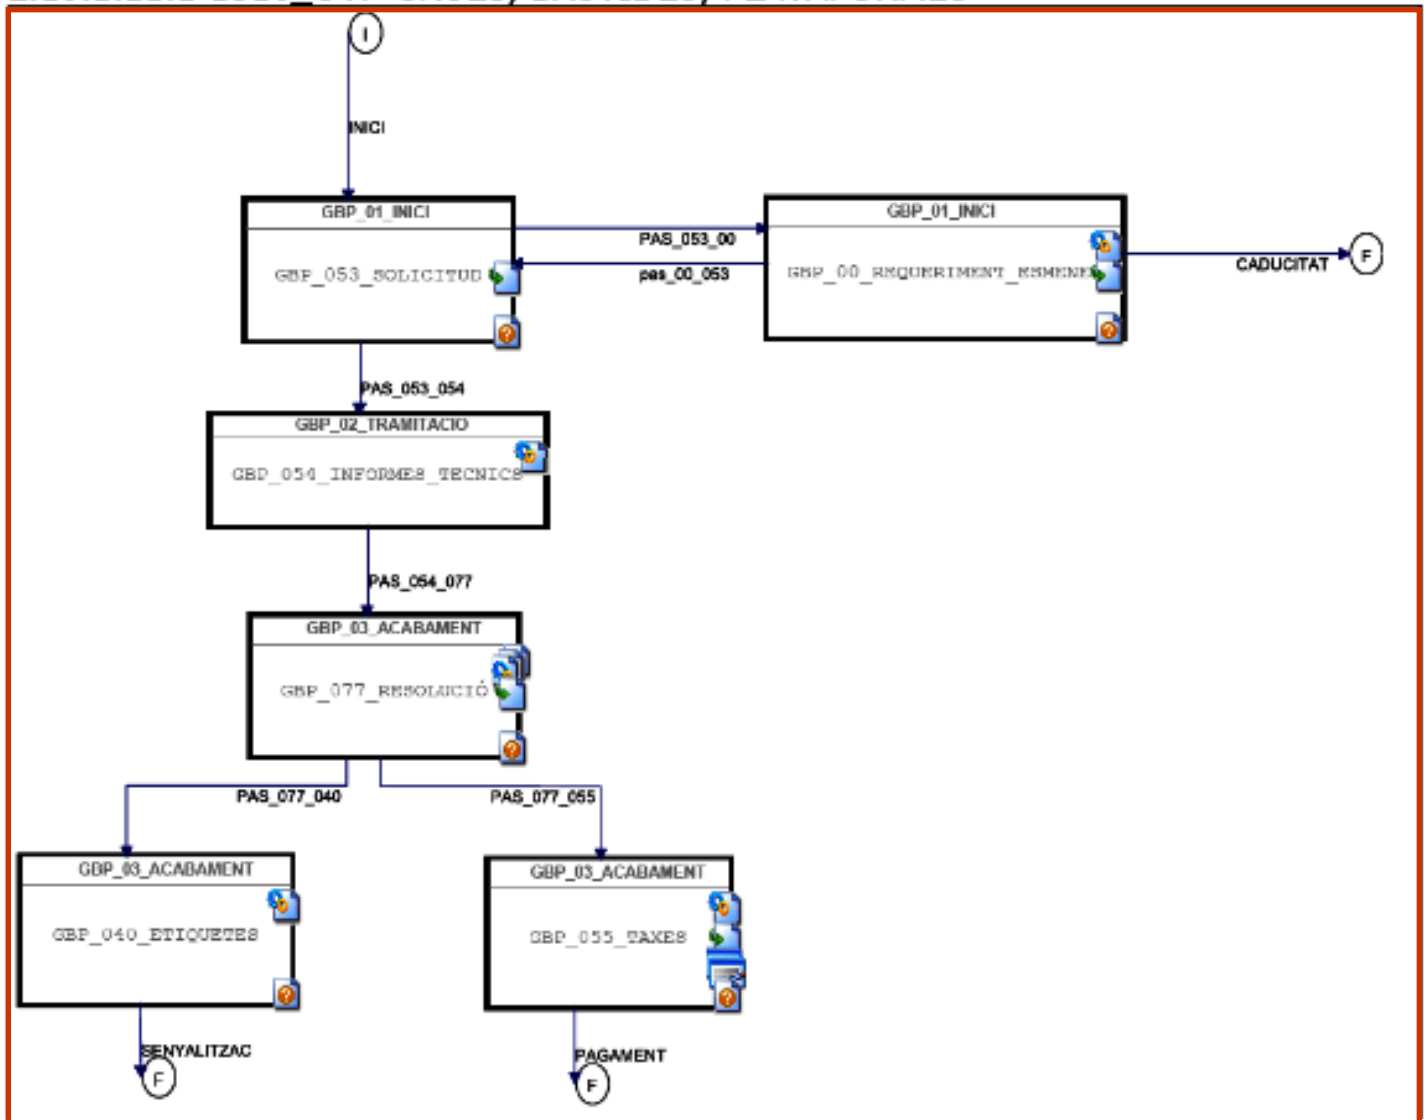 I
INICI
GBP_01_INICI
GBP_053_SOLICITUD
PAS_053_00
pas_00_053
GBP_01_INICI
GBP_00_REQUERIMENT_ESMENE
CADUCITAT
F
PAS_053_054
GBP_02_TRAMITACIO
GBP_054_INFORMES_TECNICS
PAS_054_077
GBP_03_ACABAMENT
GBP_077_RESOLUCIÓ
PAS_077_040
PAS_077_055
GBP_03_ACABAMENT
GBP_040_ETIQUETES
GBP_03_ACABAMENT
GBP_055_TAXES
SENYALITZAC
F
PAGAMENT
F